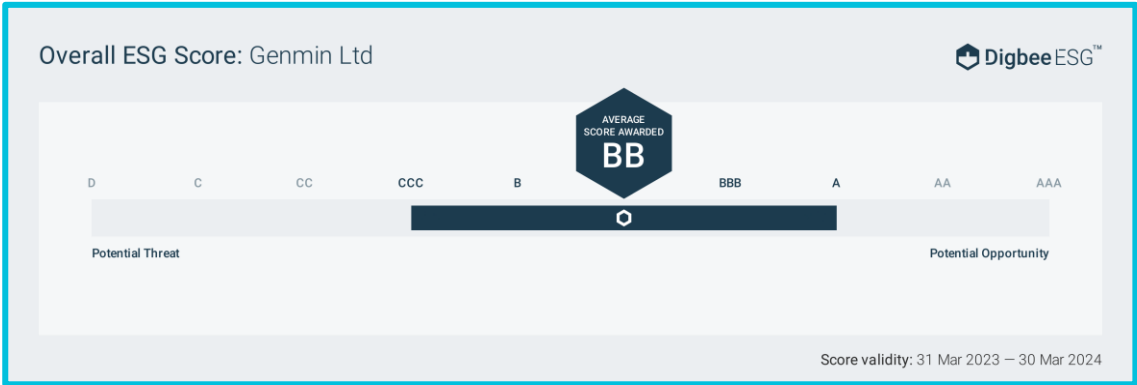 Overall ESG Score: Genmin Ltd
Digbee ESG™
AVERAGE
SCORE AWARDED
BB
D C CC CCC B BBB A AA AAA
Potential Threat Potential Opportunity
Score validity: 31 Mar 2023 — 30 Mar 2024